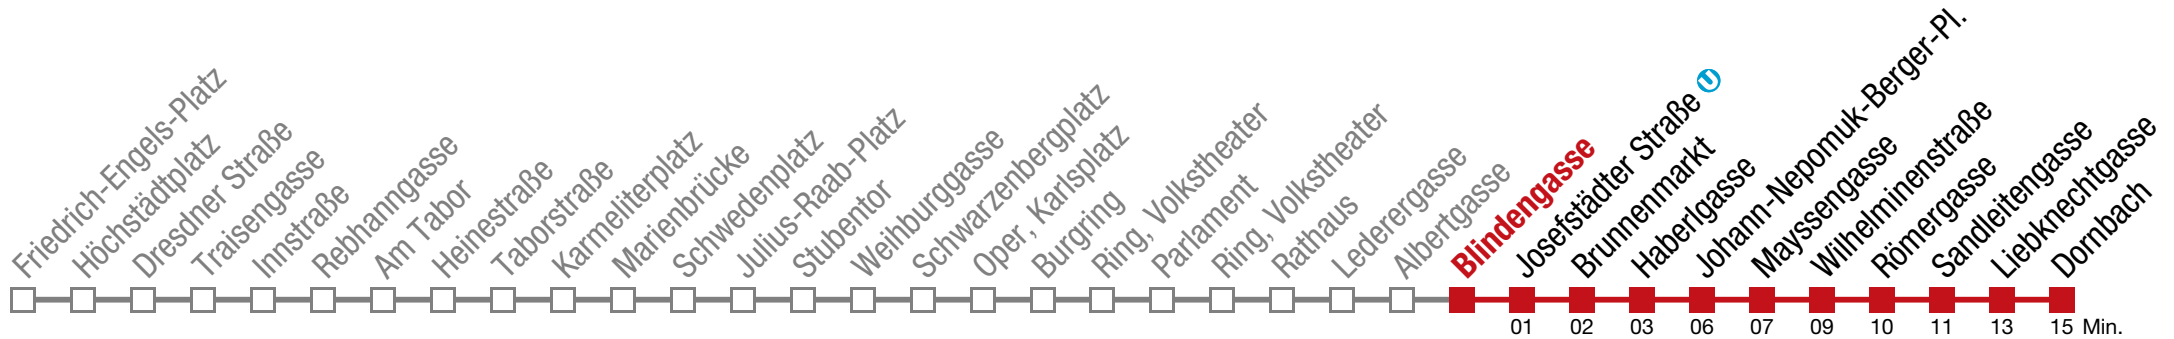 Friedrich-Engels-Platz
Höchstädtplatz
Dresdner Straße
Traisengasse
Innstraße
Rebhanngasse
Am Tabor
Heinestraße
Taborstraße
Karmeliterplatz
Marienbrücke
Schwedenplatz
Julius-Raab-Platz
Stubentor
Weihburggasse
Schwarzenbergplatz
Oper, Karlsplatz
Burgring
Ring, Volkstheater
Parlament
Ring, Volkstheater
Rathaus
Lederergasse
Albertgasse
Blindengasse
Josefstädter Straße U
Brunnenmarkt
Haberlgasse
Johann-Nepomuk-Berger-Pl.
Mayssengasse
Wilhelminenstraße
Römergasse
Sandleitengasse
Liebknechtgasse
Dornbach
01 02 03 06 07 09 10 11 13 15 Min.